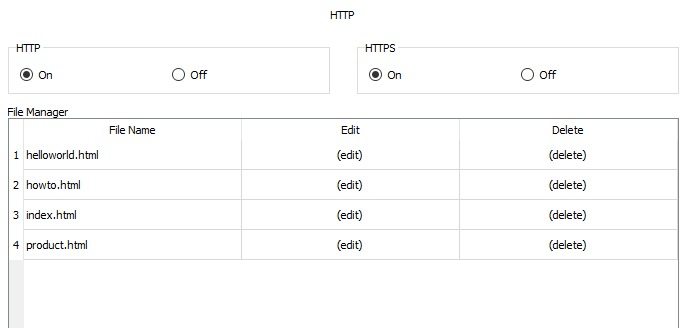 HTTP
HTTP HTTPS
On Off On Off
File Manager
File Name Edit Delete
1 helloworld.html (edit) (delete)
2 howto.html (edit) (delete)
3 index.html (edit) (delete)
4 product.html (edit) (delete)